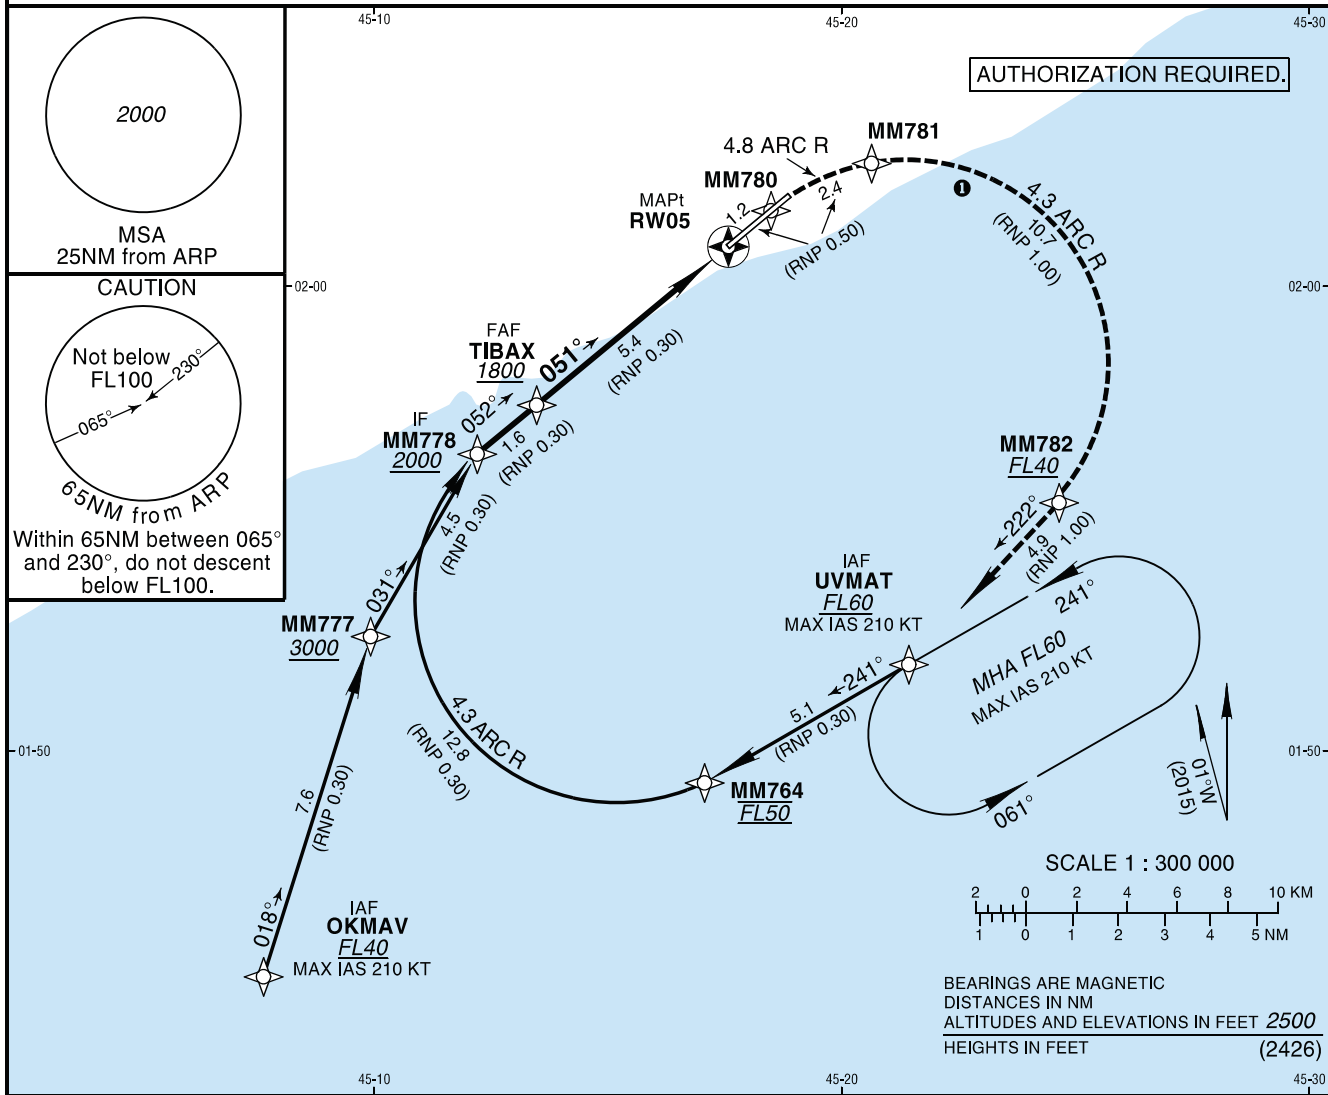 45-10
45-20
45-30
2000
MSA
25NM from ARP
CAUTION
Not below
FL100
230°
065°
65NM from ARP
Within 65NM between 065°
and 230°, do not descent
below FL100.
AUTHORIZATION REQUIRED.
MM781
4.8 ARC R
MM780
2.4
MAPt
RW05
1.2
(RNP 0.50)
❶
4.3 ARC R
10.7
(RNP 1.00)
02-00
02-00
FAF
TIBAX
1800
051°
5.4
(RNP 0.30)
IF
MM778
2000
052°
1.6
(RNP 0.30)
MM782
FL40
222°
4.9
(RNP 1.00)
4.5
(RNP 0.30)
031°
MM777
3000
IAF
UVMAT
FL60
MAX IAS 210 KT
241°
MHA FL60
MAX IAS 210 KT
241°
5.1
(RNP 0.30)
4.3 ARC R
12.8
(RNP 0.30)
01-50
01-50
MM764
FL50
061°
01°W
(2015)
7.6
(RNP 0.30)
018°
IAF
OKMAV
FL40
MAX IAS 210 KT
SCALE 1 : 300 000
2 0 2 4 6 8 10 KM
1 0 1 2 3 4 5 NM
BEARINGS ARE MAGNETIC
DISTANCES IN NM
ALTITUDES AND ELEVATIONS IN FEET 2500
HEIGHTS IN FEET (2426)
45-10
45-20
45-30